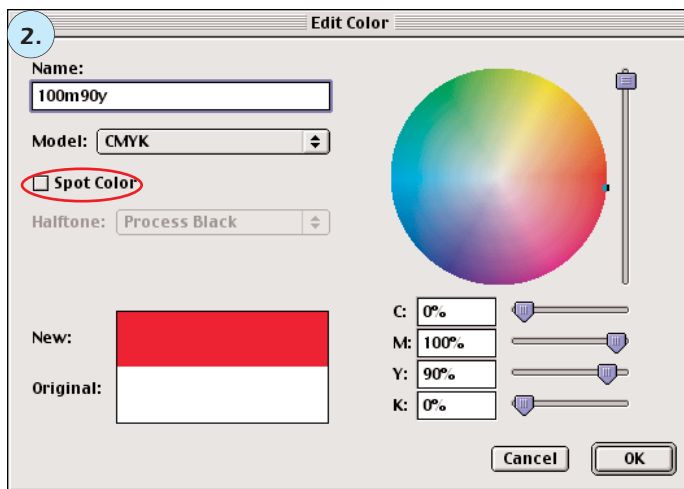 2.
Edit Color
Name:
100m90y
Model: CMYK
Spot Color
Halftone: Process Black
New:
Original:
C: 0%
M: 100%
Y: 90%
K: 0%
Cancel OK